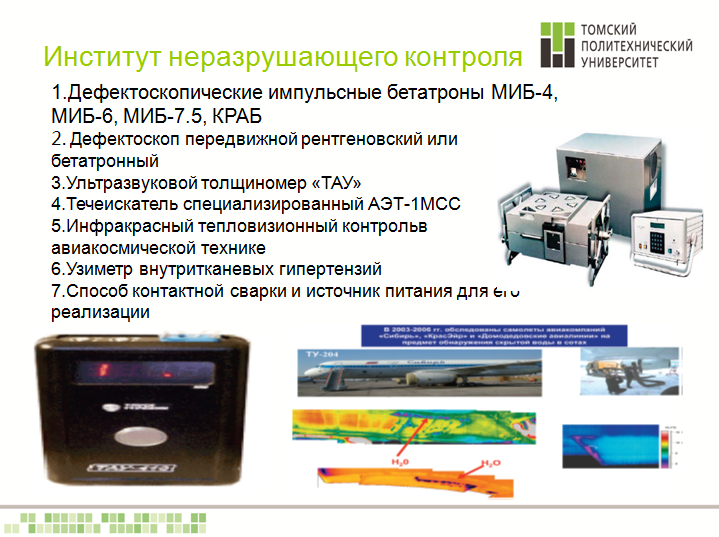 ТОМСКИЙ
ПОЛИТЕХНИЧЕСКИЙ
УНИВЕРСИТЕТ
Институт неразрушающего контроля
1.Дефектоскопические импульсные бетатроны МИБ-4,
МИБ-6, МИБ-7.5, КРАБ
2. Дефектоскоп передвижной рентгеновский или
бетатронный
3.Ультразвуковой толщиномер «ТАУ»
4.Течеискатель специализированный АЭТ-1МСС
5.Инфракрасный тепловизионный контрольв
авиакосмической технике
6.Узиметр внутритканевых гипертензий
7.Способ контактной сварки и источник питания для его
реализации
В 2003-2006 гг. обследованы самолеты авиакомпаний
«Сибирь», «КрасЭйр» и «Домодедовские авиалинии» на
предмет обнаружения скрытой воды в сотах
ТУ-204
Сибирь
H₂0
H₂O